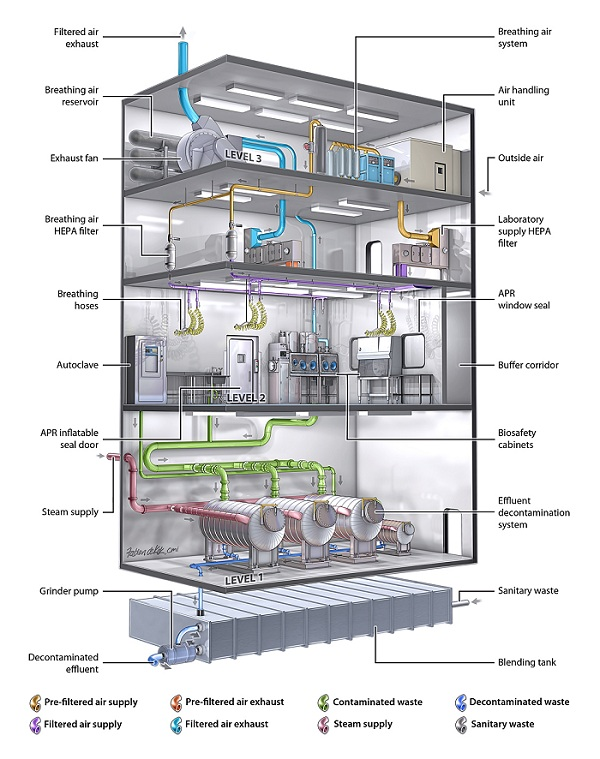 Filtered air
exhaust
Breathing air
system
Breathing air
reservoir
Air handling
unit
Exhaust fan
LEVEL 3
Outside air
Breathing air
HEPA filter
Laboratory
supply HEPA
filter
Breathing
hoses
APR
window seal
Autoclave
Buffer corridor
LEVEL 2
APR inflatable
seal door
Biosafety
cabinets
Steam supply
Effluent
decontamination
system
LEVEL 1
Grinder pump
Sanitary waste
Decontaminated
effluent
Blending tank
Pre-filtered air supply
Pre-filtered air exhaust
Contaminated waste
Decontaminated waste
Filtered air supply
Filtered air exhaust
Steam supply
Sanitary waste